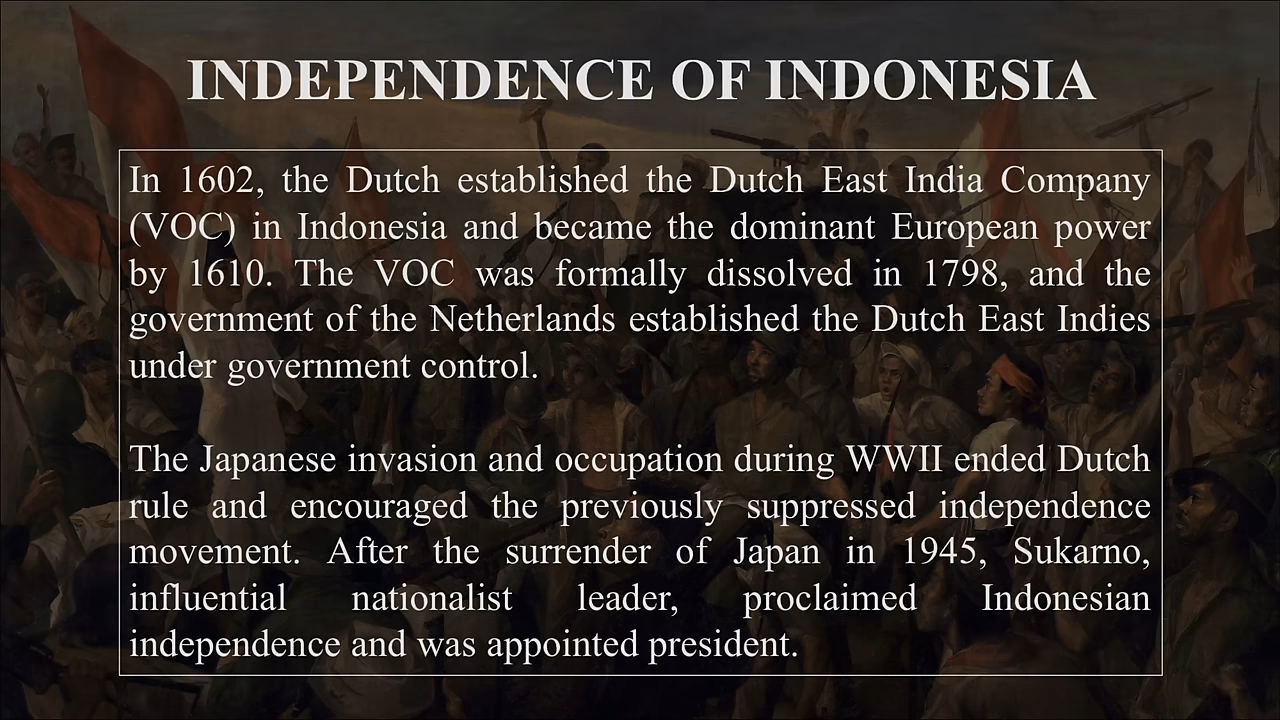 INDEPENDENCE OF INDONESIA
In 1602, the Dutch established the Dutch East India Company
(VOC) in Indonesia and became the dominant European power
by 1610. The VOC was formally dissolved in 1798, and the
government of the Netherlands established the Dutch East Indies
under government control.
The Japanese invasion and occupation during WWII ended Dutch
rule and encouraged the previously suppressed independence
movement. After the surrender of Japan in 1945, Sukarno,
influential nationalist leader, proclaimed Indonesian
independence and was appointed president.